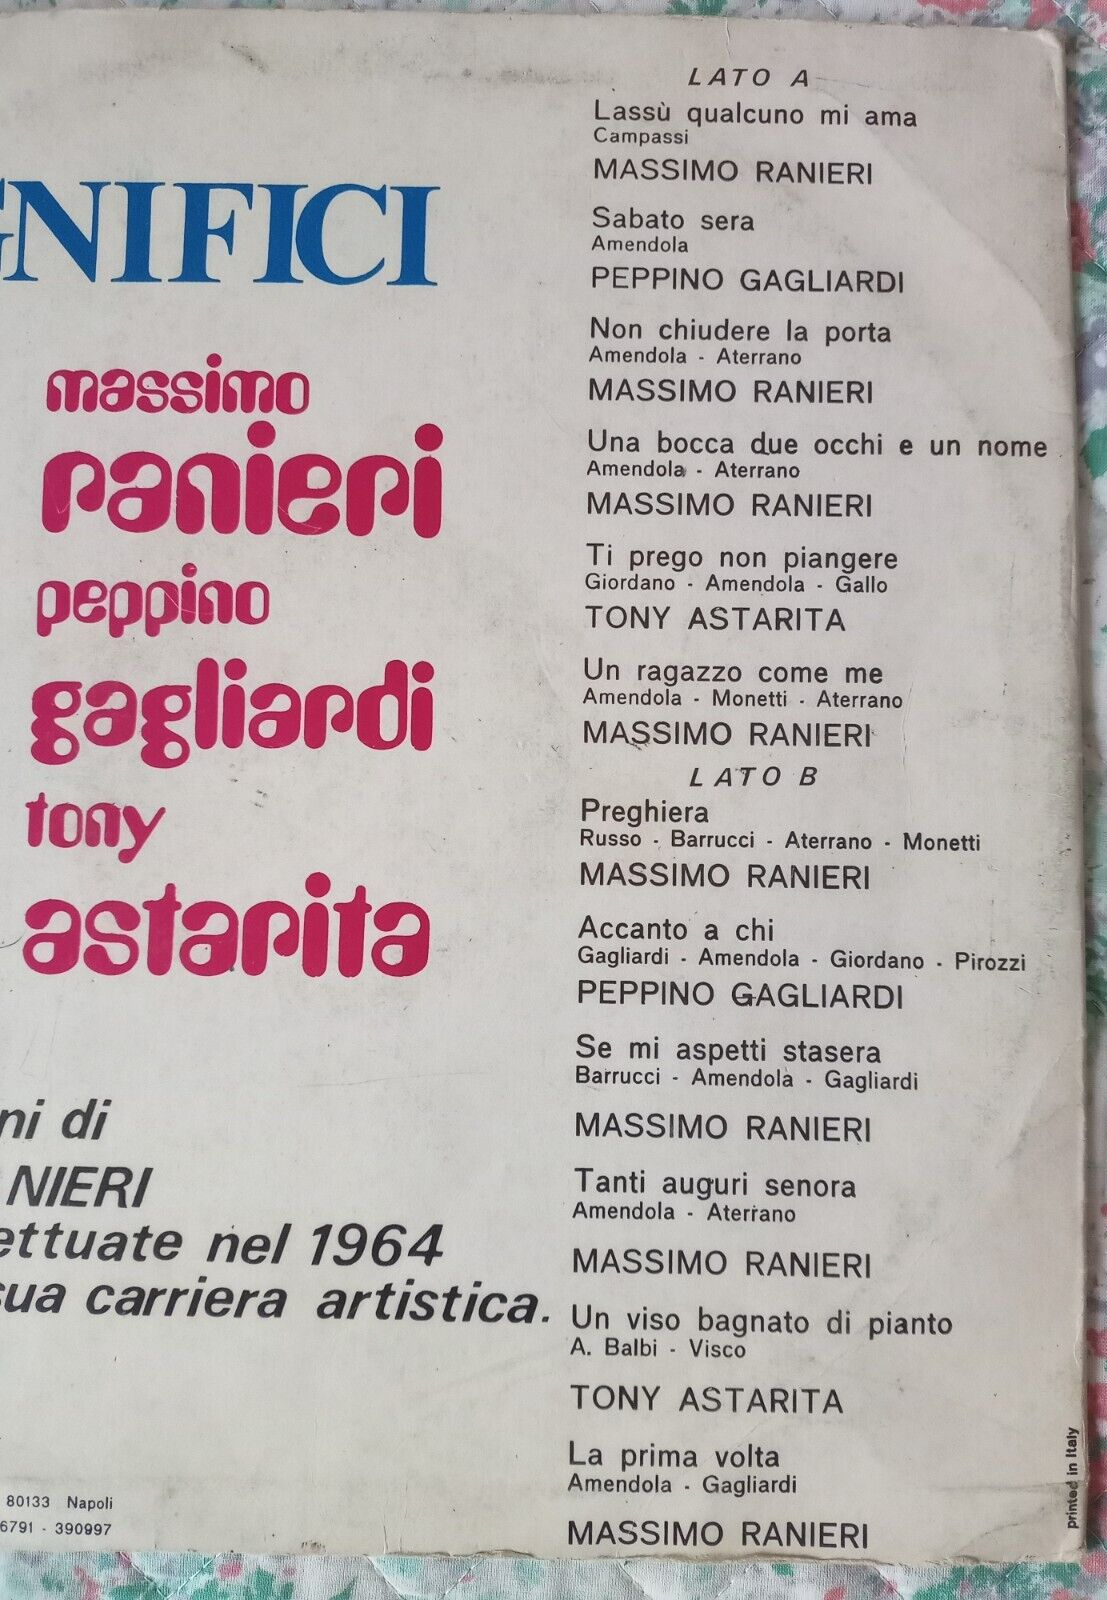 GNIFICI
massimo
ranieri
peppino
gagliardi
tony
astarita
ni di
NIERI
ettuate nel 1964
sua carriera artistica.
80133 Napoli
6791 - 390997
LATO A
Lassù qualcuno mi ama
Campassi
MASSIMO RANIERI
Sabato sera
Amendola
PEPPINO GAGLIARDI
Non chiudere la porta
Amendola - Aterrano
MASSIMO RANIERI
Una bocca due occhi e un nome
Amendola - Aterrano
MASSIMO RANIERI
Ti prego non piangere
Giordano - Amendola - Gallo
TONY ASTARITA
Un ragazzo come me
Amendola - Monetti - Aterrano
MASSIMO RANIERI
LATO B
Preghiera
Russo - Barrucci - Aterrano - Monetti
MASSIMO RANIERI
Accanto a chi
Gagliardi - Amendola - Giordano - Pirozzi
PEPPINO GAGLIARDI
Se mi aspetti stasera
Barrucci - Amendola - Gagliardi
MASSIMO RANIERI
Tanti auguri senora
Amendola - Aterrano
MASSIMO RANIERI
Un viso bagnato di pianto
A. Balbi - Visco
TONY ASTARITA
La prima volta
Amendola - Gagliardi
MASSIMO RANIERI
printed in Italy